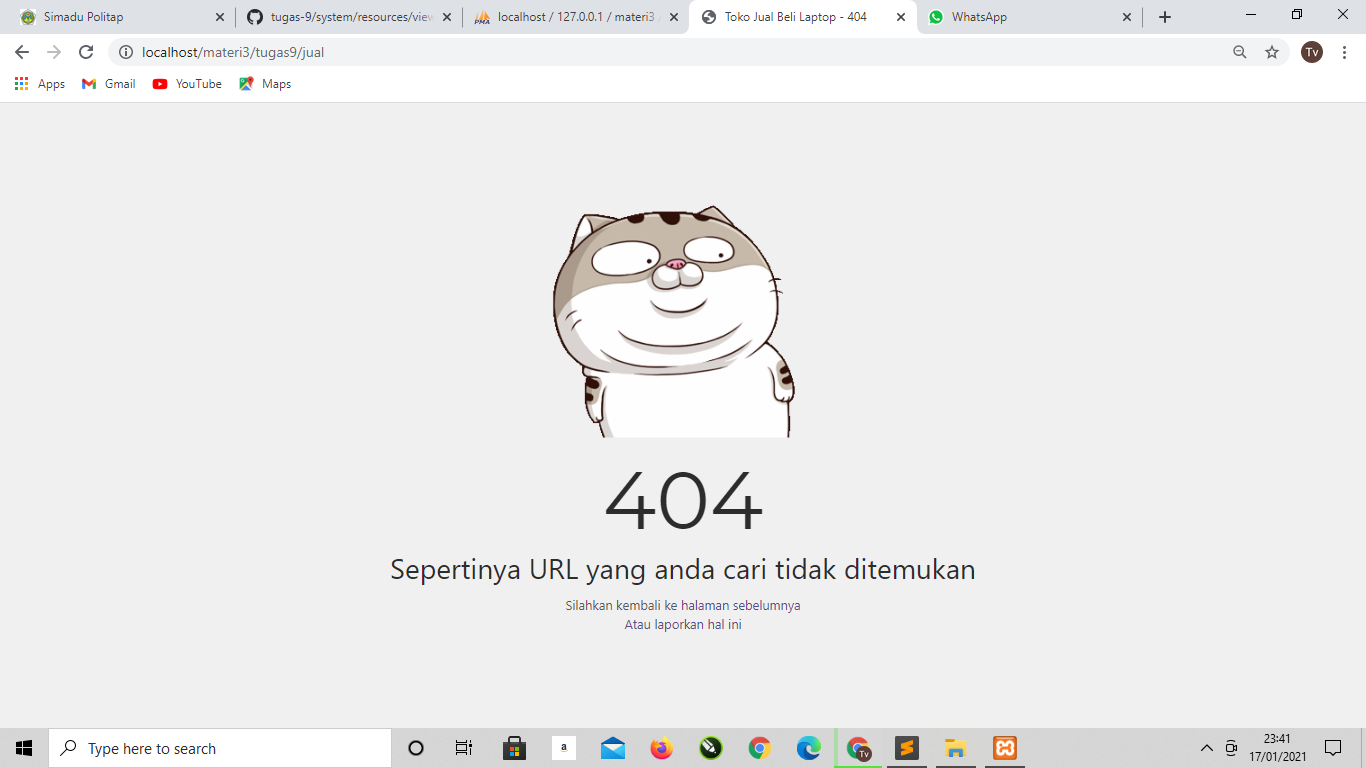 Simadu Politap
tugas-9/system/resources/view
PMA
localhost / 127.0.0.1 / materi3
Toko Jual Beli Laptop - 404
WhatsApp
localhost/materi3/tugas9/jual
Tv
Apps
Gmail
YouTube
Maps
404
Sepertinya URL yang anda cari tidak ditemukan
Silahkan kembali ke halaman sebelumnya
Atau laporkan hal ini
Type here to search
a
Tv
23:41
17/01/2021